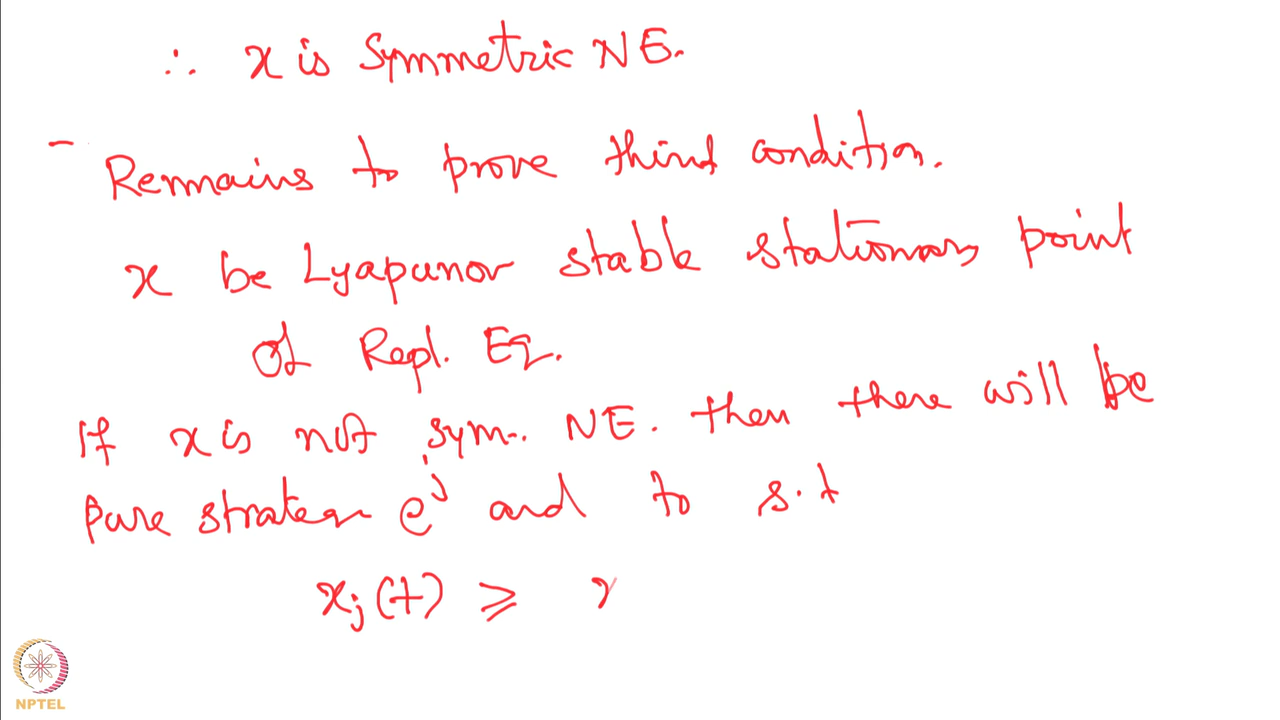 ∴ x is Symmetric NE.
- Remains to prove third condition.
x be Lyapunov stable stationary point
of Repl. Eq.
If x is not sym. NE. then there will be
pure strategy e^j and t₀ s.t
x_j(t) ≥ x
NPTEL